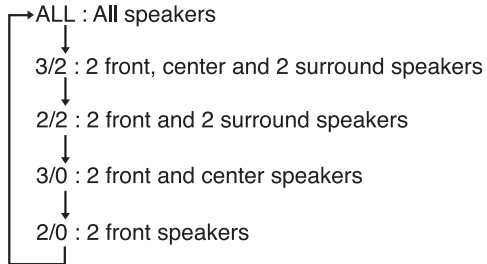 ALL : All speakers
3/2 : 2 front, center and 2 surround speakers
2/2 : 2 front and 2 surround speakers
3/0 : 2 front and center speakers
2/0 : 2 front speakers